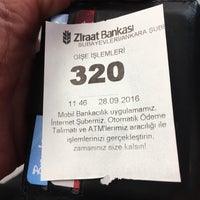 Ziraat Bankası
SUBAYEVLERİ/ANKARA ŞUBE
GİŞE İŞLEMLERİ
320
11:46 28.09.2016
Mobil Bankacılık uygulamamız,
İnternet Şubemiz, Otomatik Ödeme
Talimatı ve ATM'lerimiz aracılığı ile
işlemlerinizi gerçekleştirin,
zamanınız size kalsın!